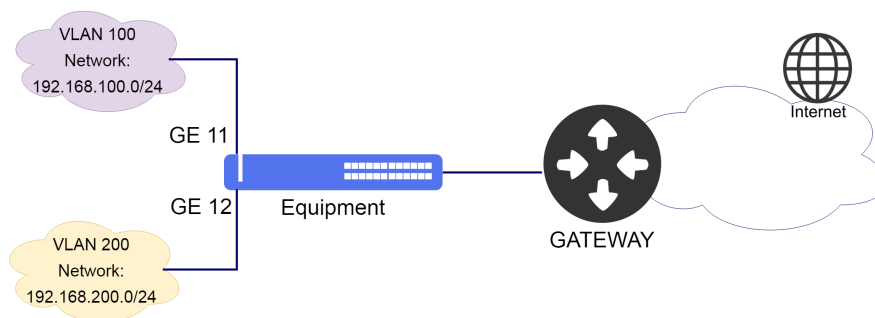 VLAN 100
Network:
192.168.100.0/24
GE 11
GE 12
Equipment
VLAN 200
Network:
192.168.200.0/24
GATEWAY
Internet